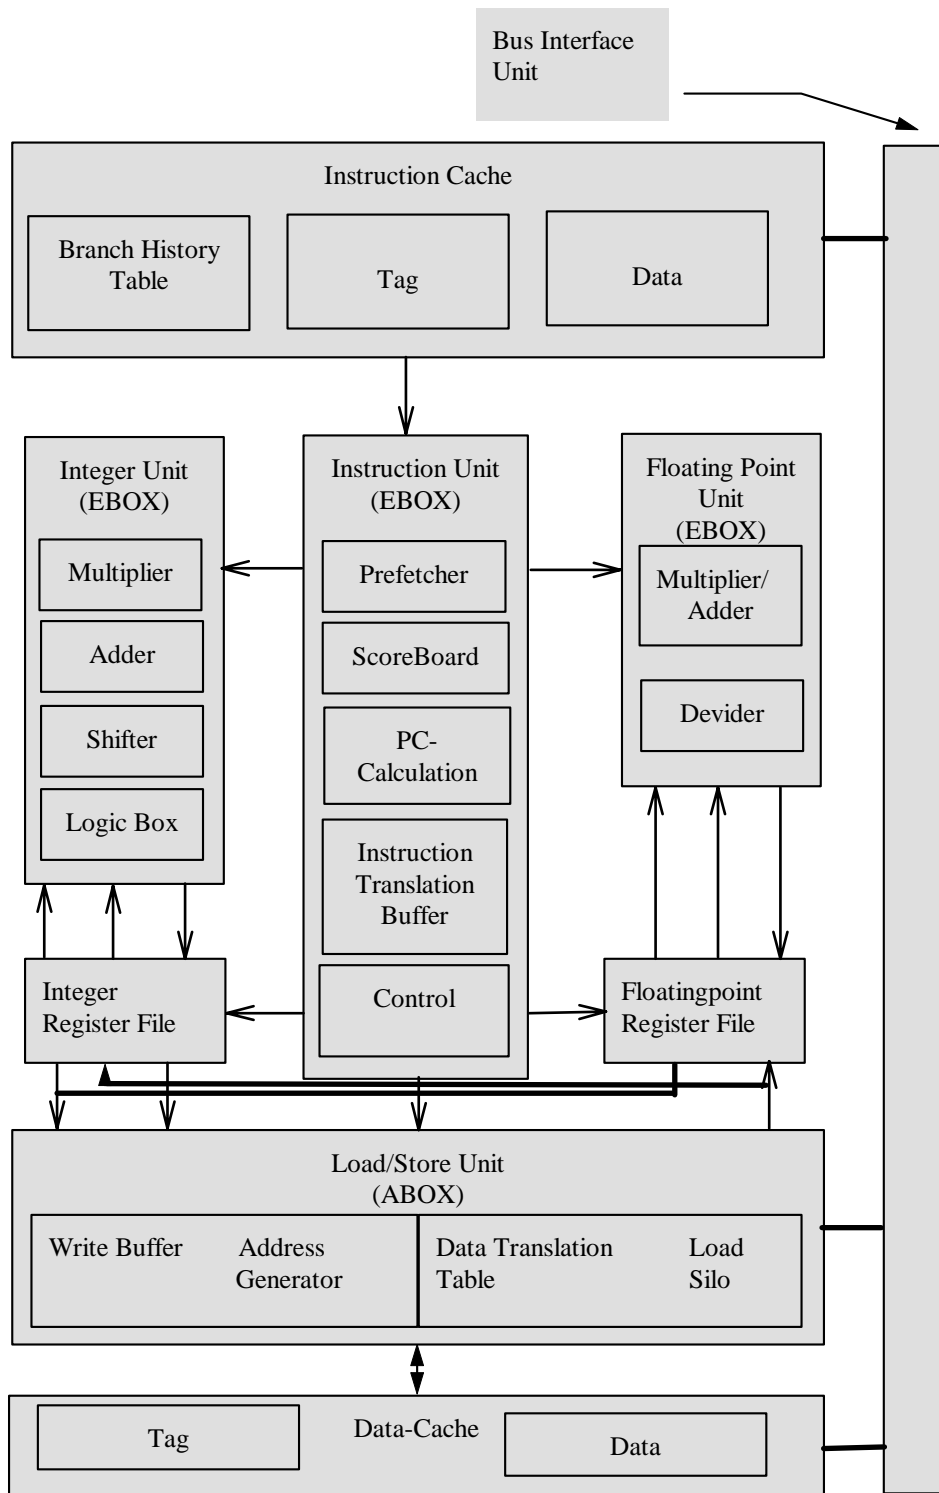 Bus Interface
Unit
Instruction Cache
Branch History
Table
Tag
Data
Integer Unit
(EBOX)
Multiplier
Adder
Shifter
Logic Box
Instruction Unit
(EBOX)
Prefetcher
ScoreBoard
PC-
Calculation
Instruction
Translation
Buffer
Control
Floating Point
Unit
(EBOX)
Multiplier/
Adder
Devider
Integer
Register File
Floatingpoint
Register File
Load/Store Unit
(ABOX)
Write Buffer
Address
Generator
Data Translation
Table
Load
Silo
Data-Cache
Tag
Data